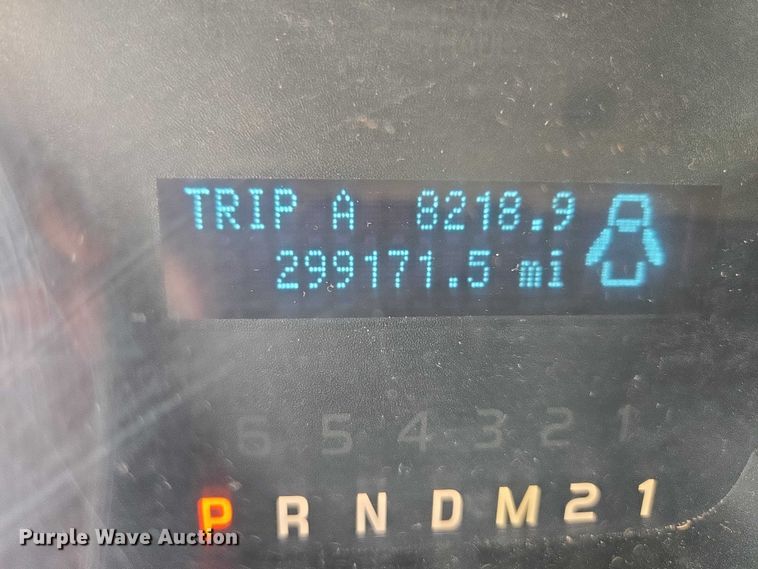 TRIP A 8218.9
299171.5 mi
6 5 4 3 2 1
P R N D M 2 1
Purple Wave Auction